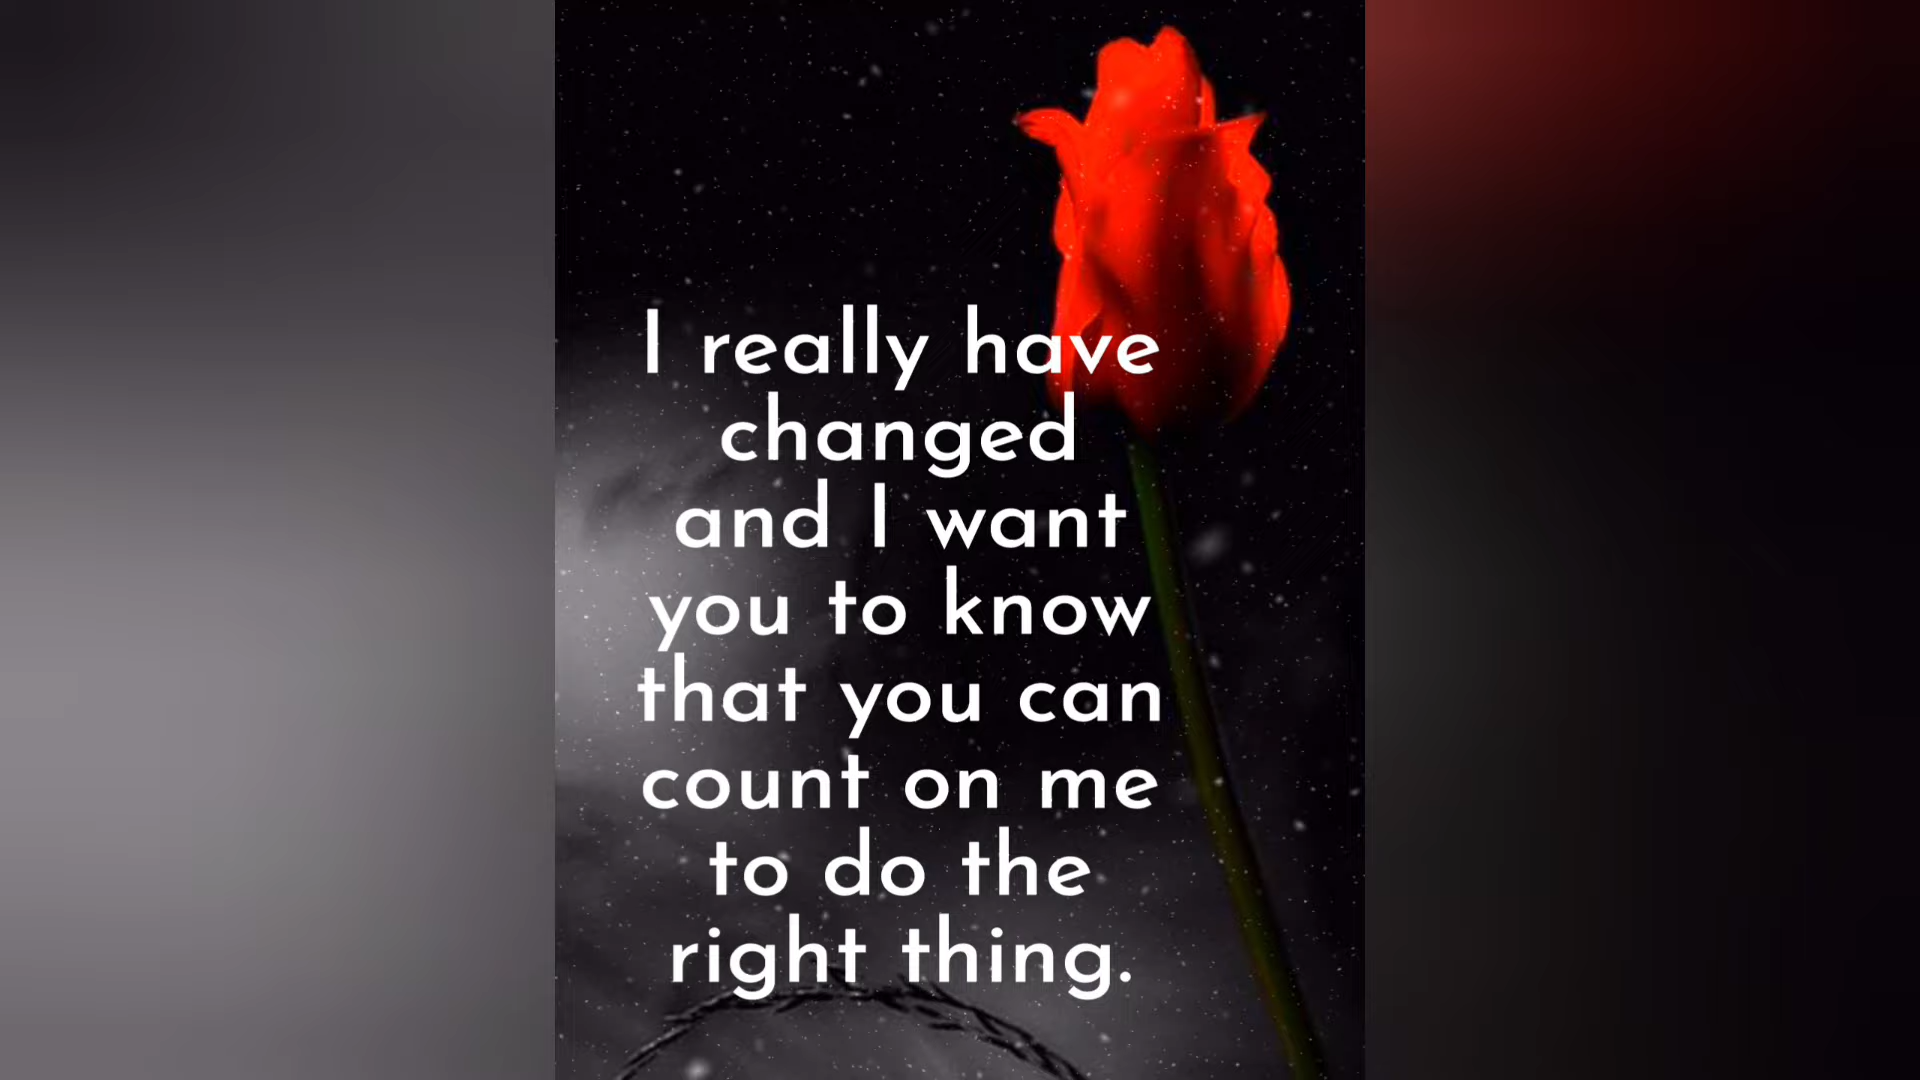 I really have
changed
and I want
you to know
that you can
count on me
to do the
right thing.